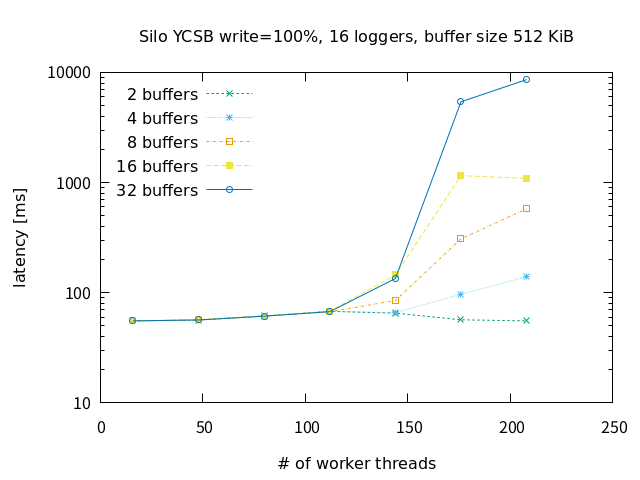 Silo YCSB write=100%, 16 loggers, buffer size 512 KiB
10000
1000
100
10
latency [ms]
2 buffers
4 buffers
8 buffers
16 buffers
32 buffers
0
50
100
150
200
250
# of worker threads